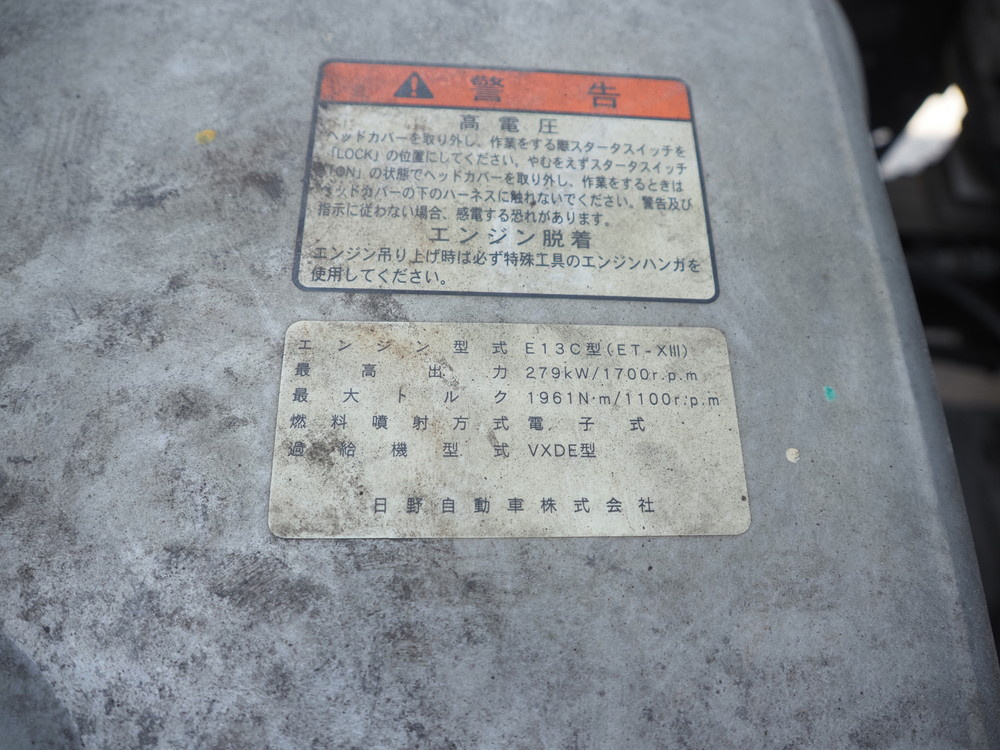 警告
高電圧
ヘッドカバーを取り外し、作業をする際スタータスイッチを
「LOCK」の位置にしてください。やむをえずスタータスイッチ
「ON」の状態でヘッドカバーを取り外し、作業をするときは
ヘッドカバーの下のハーネスに触れないでください。警告及び
指示に従わない場合、感電する恐れがあります。
エンジン脱着
エンジン吊り上げ時は必ず特殊工具のエンジンハンガを
使用してください。
エンジン型式 E13C型(ET-XIII)
最高出力 279kW/1700r.p.m
最大トルク 1961N·m/1100r.p.m
燃料噴射方式 電子式
過給機型式 VXDE型
日野自動車株式会社